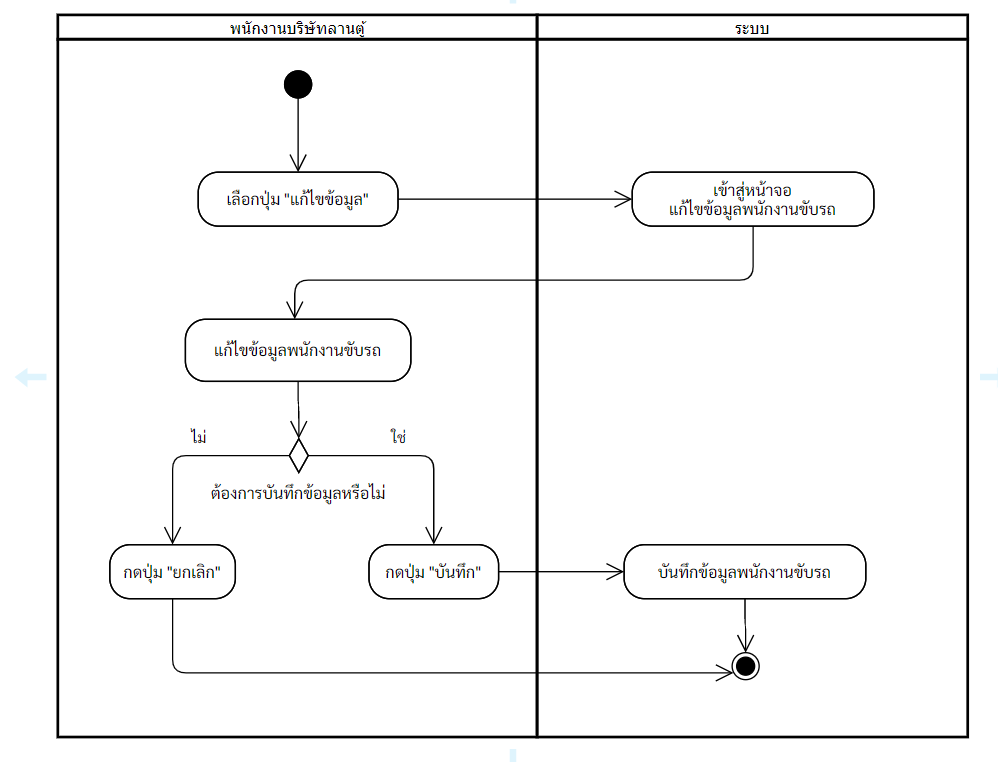 พนักงานบริษัทลานตู้
ระบบ
เลือกปุ่ม "แก้ไขข้อมูล"
เข้าสู่หน้าจอ
แก้ไขข้อมูลพนักงานขับรถ
แก้ไขข้อมูลพนักงานขับรถ
ไม่
ใช่
ต้องการบันทึกข้อมูลหรือไม่
กดปุ่ม "ยกเลิก"
กดปุ่ม "บันทึก"
บันทึกข้อมูลพนักงานขับรถ